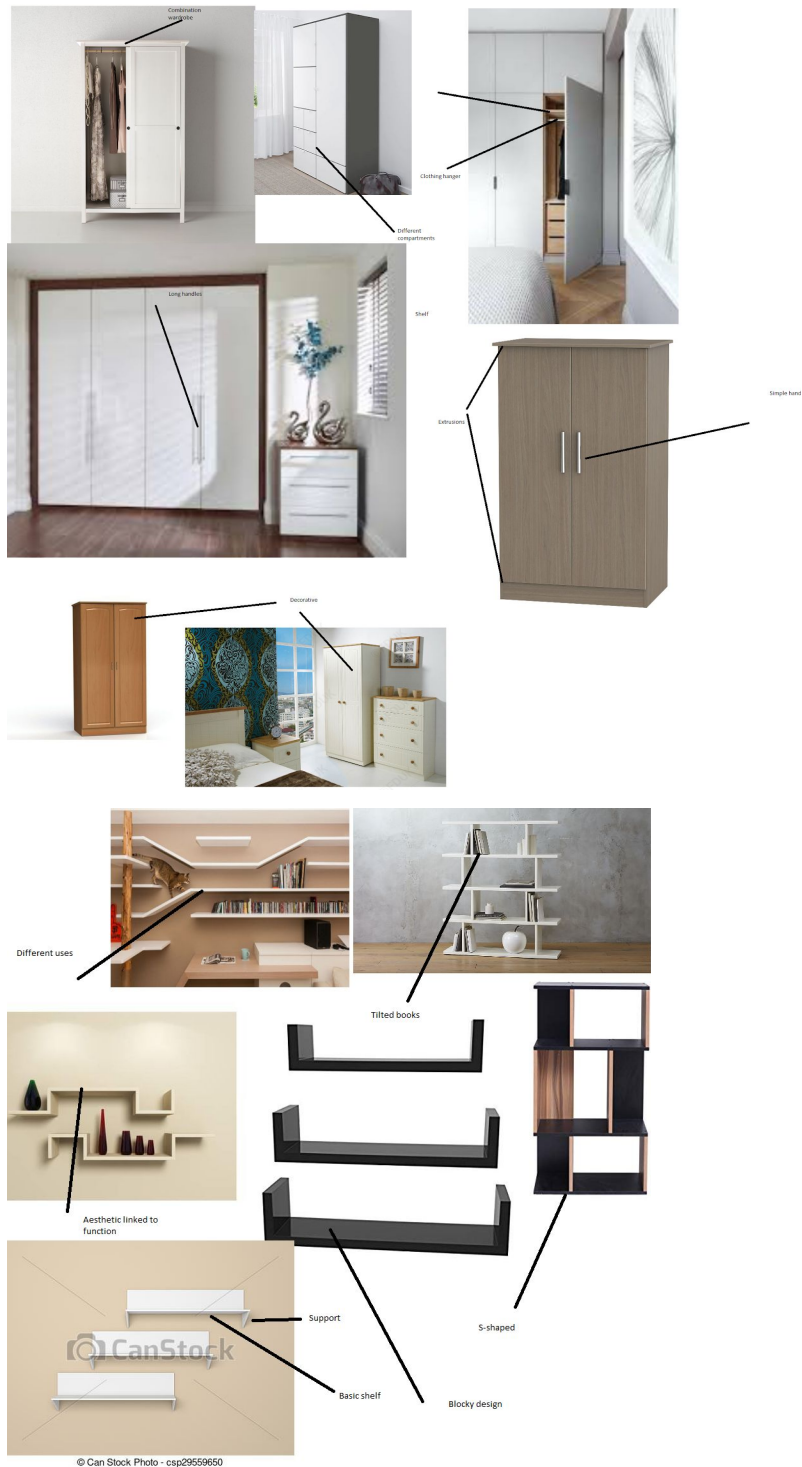 Combination
wardrobe
Clothing hanger
Different
compartments
Long handles
Shelf
Simple hand
Extrusions
Decorative
Different uses
Tilted books
Aesthetic linked to
function
Support
S-shaped
CanStock
Basic shelf
Blocky design
© Can Stock Photo - csp29559650